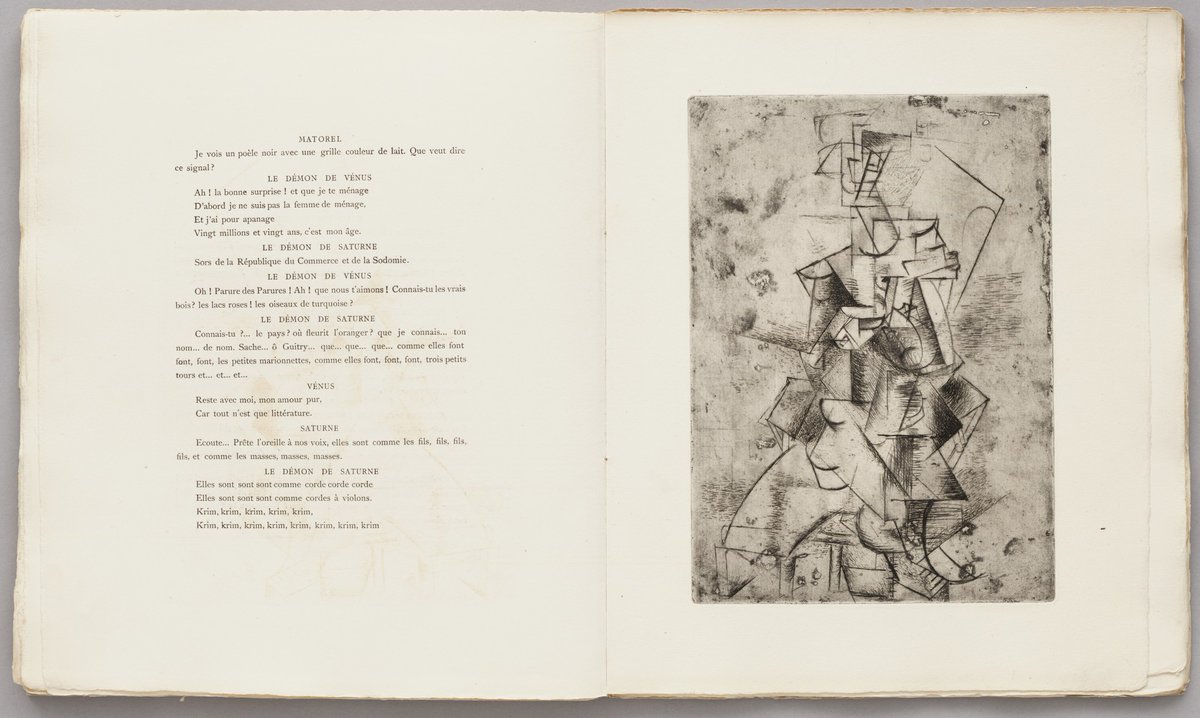 MATOREL
Je vois un poèle noir avec une grille couleur de lait. Que veut dire
ce signal?
LE DÉMON DE VÉNUS
Ah ! la bonne surprise ! et que je te ménage
D'abord je ne suis pas la femme de ménage,
Et j'ai pour apanage
Vingt millions et vingt ans, c'est mon âge.
LE DÉMON DE SATURNE
Sors de la République du Commerce et de la Sodomie.
LE DÉMON DE VÉNUS
Oh ! Parure des Parures ! Ah ! que nous t'aimons ! Connais-tu les vrais
bois? les lacs roses ! les oiseaux de turquoise ?
LE DÉMON DE SATURNE
Connais-tu ?... le pays ? où fleurit l'oranger ? que je connais... ton
nom... de nom. Sache... ô Guitry... que... que... que... comme elles font
font, font, les petites marionnettes, comme elles font, font, font, trois petits
tours et... et... et...
VÉNUS
Reste avec moi, mon amour pur,
Car tout n'est que littérature.
SATURNE
Ecoute... Prête l'oreille à nos voix, elles sont comme les fils, fils, fils,
fils, et comme les masses, masses, masses.
LE DÉMON DE SATURNE
Elles sont sont sont comme corde corde corde
Elles sont sont sont comme cordes à violons.
Krim, krim, krim, krim, krim,
Krim, krim, krim, krim, krim, krim, krim, krim